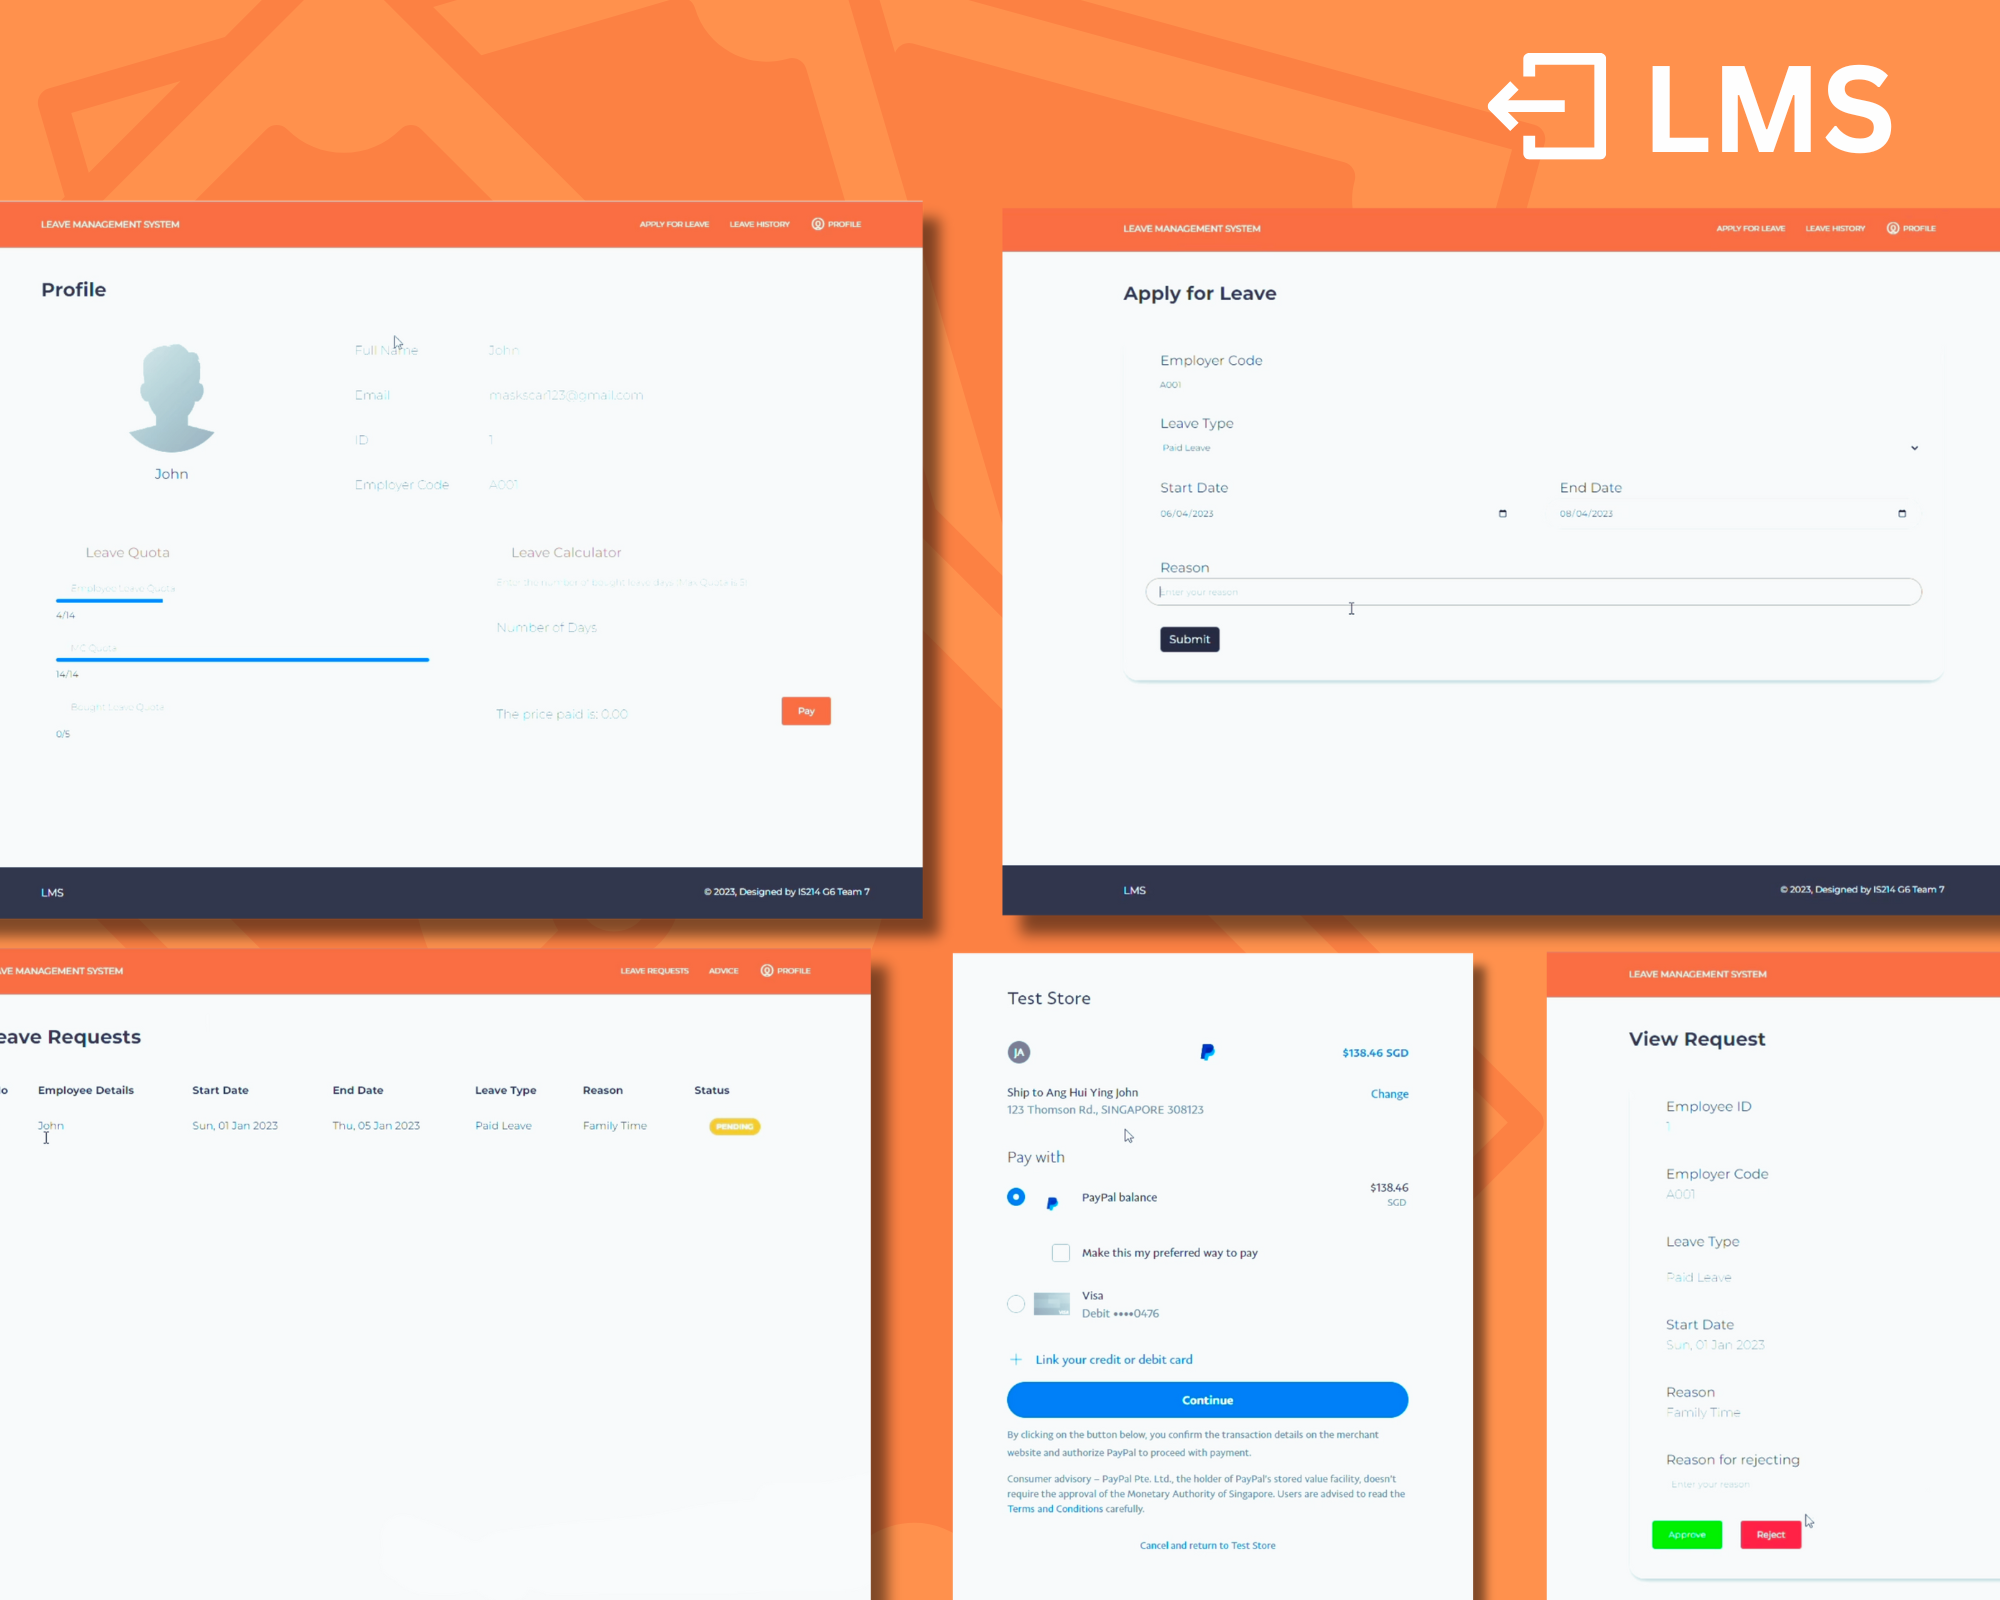 LMS
LEAVE MANAGEMENT SYSTEM
APPLY FOR LEAVE
LEAVE HISTORY
PROFILE
Profile
John
Full Name
John
Email
maskscar123@gmail.com
ID
1
Employer Code
A001
Leave Quota
Employee Leave Quota
4/14
MC Quota
14/14
Bought Leave Quota
0/5
Leave Calculator
Enter the number of bought leave days (Max Quota is 5)
Number of Days
The price paid is: 0.00
Pay
LMS
© 2023, Designed by IS214 G6 Team 7
LEAVE MANAGEMENT SYSTEM
APPLY FOR LEAVE
LEAVE HISTORY
PROFILE
Apply for Leave
Employer Code
A001
Leave Type
Paid Leave
Start Date
End Date
06/04/2023
08/04/2023
Reason
Enter your reason
Submit
LMS
© 2023, Designed by IS214 G6 Team 7
VE MANAGEMENT SYSTEM
LEAVE REQUESTS
ADVICE
PROFILE
eave Requests
o Employee Details Start Date End Date Leave Type Reason Status
John Sun, 01 Jan 2023 Thu, 05 Jan 2023 Paid Leave Family Time PENDING
Test Store
JA
$138.46 SGD
Ship to Ang Hui Ying John
Change
123 Thomson Rd., SINGAPORE 308123
Pay with
PayPal balance
$138.46
SGD
Make this my preferred way to pay
Visa
Debit ••••0476
+ Link your credit or debit card
Continue
By clicking on the button below, you confirm the transaction details on the merchant
website and authorize PayPal to proceed with payment.
Consumer advisory – PayPal Pte. Ltd., the holder of PayPal's stored value facility, doesn't
require the approval of the Monetary Authority of Singapore. Users are advised to read the
Terms and Conditions carefully.
Cancel and return to Test Store
LEAVE MANAGEMENT SYSTEM
View Request
Employee ID
1
Employer Code
A001
Leave Type
Paid Leave
Start Date
Sun, 01 Jan 2023
Reason
Family Time
Reason for rejecting
Enter your reason
Approve
Reject